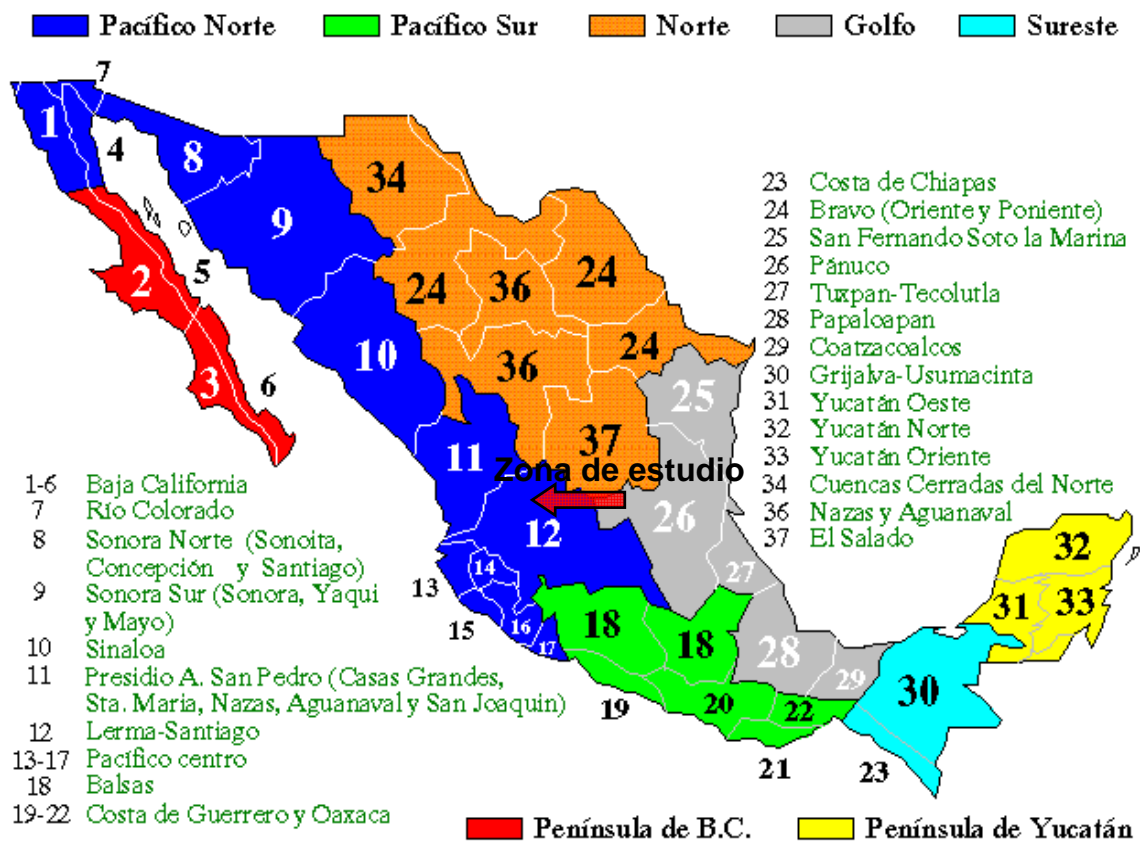 Pacífico Norte
Pacífico Sur
Norte
Golfo
Sureste
7
1
4
8
34
9
2
5
24
36
24
10
3
6
36
24
25
11
37
Zona de estudio
12
26
14
13
15
16
17
18
18
27
28
29
19
20
22
21
30
23
31
32
33
23 Costa de Chiapas
24 Bravo (Oriente y Poniente)
25 San Fernando Soto la Marina
26 Pánuco
27 Tuxpan-Tecolutla
28 Papaloapan
29 Coatzacoalcos
30 Grijalva-Usumacinta
31 Yucatán Oeste
32 Yucatán Norte
33 Yucatán Oriente
34 Cuencas Cerradas del Norte
36 Nazas y Aguanaval
37 El Salado
1-6 Baja California
7 Río Colorado
8 Sonora Norte (Sonoita,
Concepción y Santiago)
9 Sonora Sur (Sonora, Yaqui
y Mayo)
10 Sinaloa
11 Presidio A. San Pedro (Casas Grandes,
Sta. Maria, Nazas, Aguanaval y San Joaquin)
12 Lerma-Santiago
13-17 Pacífico centro
18 Balsas
19-22 Costa de Guerrero y Oaxaca
Península de B.C.
Península de Yucatán